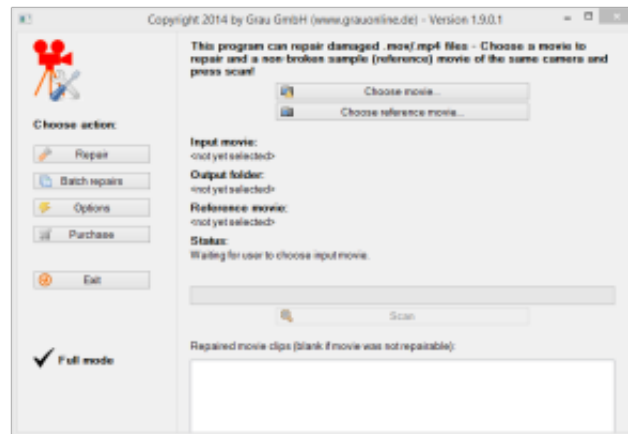 Copyright 2014 by Grau GmbH (www.grauonline.de) - Version 1.9.0.1
This program can repair damaged .mov/.mp4 files - Choose a movie to
repair and a non-broken sample (reference) movie of the same camera and
press scan!
Choose movie...
Choose reference movie...
Choose action:
Repair
Batch repairs
Options
Purchase
Exit
Full mode
Input movie:
<not yet selected>
Output folder:
<not yet selected>
Reference movie:
<not yet selected>
Status:
Waiting for user to choose input movie.
Scan
Repaired movie clips (blank if movie was not repairable):